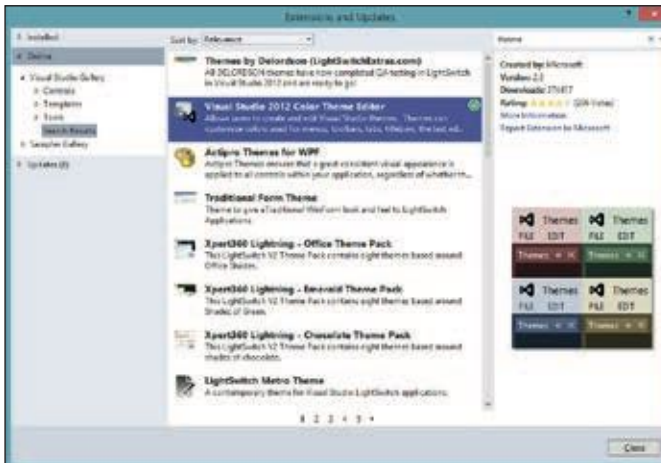 Extensions and Updates
Installed
Online
Visual Studio Gallery
Controls
Templates
Tools
Search Results
Samples Gallery
Updates
Sort by: Relevance
Themes by Delordson (LightSwitchExtras.com)
All DELORDSON themes have now completed QA testing in LightSwitch
in Visual Studio 2012 and are ready to go!
Visual Studio 2012 Color Theme Editor
Allows users to create and edit Visual Studio themes. Themes can
customize colors used for menus, toolbars, tabs, titlebars, the text ed...
Actipro Themes for WPF
Actipro Themes ensures that a great consistent visual appearance is
applied to all controls within your application, regardless of whether th...
Traditional Form Theme
Theme to give a Traditional WinForm look and feel to LightSwitch
Applications.
Xpert360 Lightning - Office Theme Pack
This LightSwitch V2 Theme Pack contains eight themes based around
Office Styles.
Xpert360 Lightning - Emerald Theme Pack
This LightSwitch V2 Theme Pack contains eight themes based around
Shades of Green.
Xpert360 Lightning - Chocolate Theme Pack
This LightSwitch V2 Theme Pack contains eight themes based around
shades of chocolate.
LightSwitch Metro Theme
A contemporary theme for Visual Studio LightSwitch applications.
1 2 3 4 5
theme
Created by: Microsoft
Version: 2.0
Downloads:
Rating: Votes)
More Information
Report Extension to Microsoft
Themes Themes
FILE EDIT FILE EDIT
Themes Themes
Themes Themes
FILE EDIT FILE EDIT
Themes Themes
Close